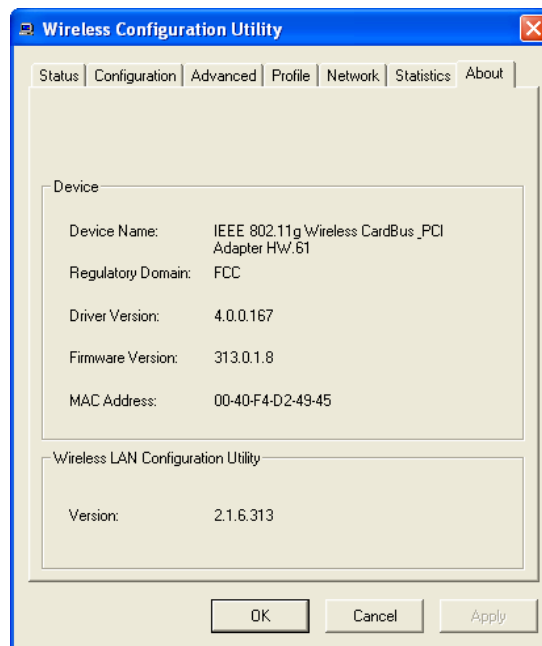 Wireless Configuration Utility
Status
Configuration
Advanced
Profile
Network
Statistics
About
Device
Device Name: IEEE 802.11g Wireless CardBus _PCI
Adapter HW.61
Regulatory Domain: FCC
Driver Version: 4.0.0.167
Firmware Version: 313.0.1.8
MAC Address: 00-40-F4-D2-49-45
Wireless LAN Configuration Utility
Version: 2.1.6.313
OK
Cancel
Apply